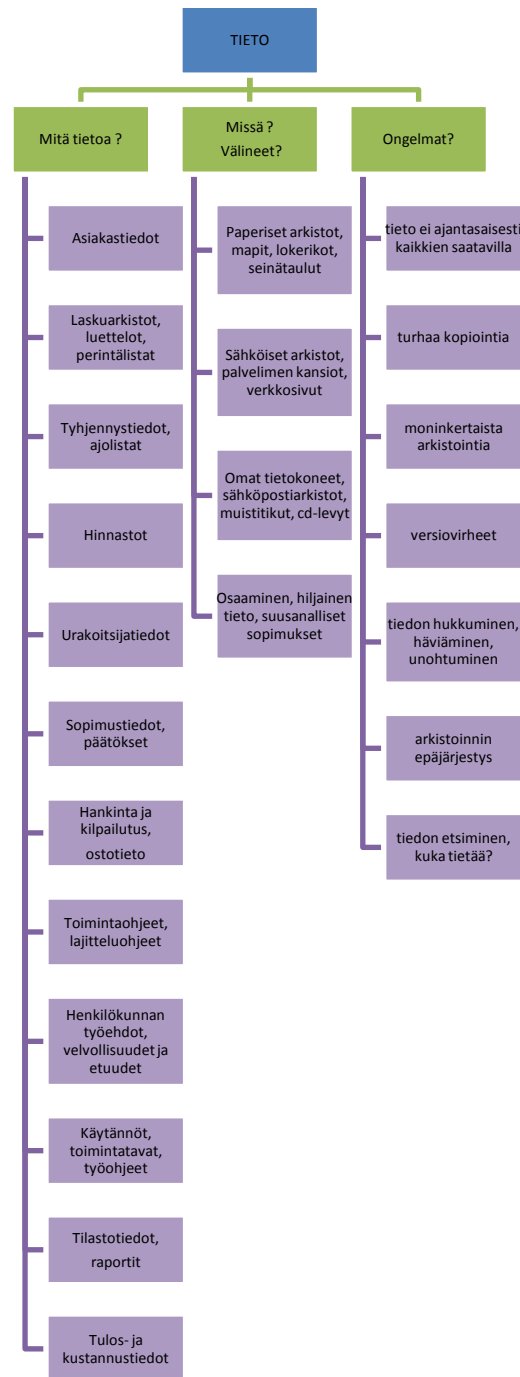 TIETO
Mitä tietoa ?
Asiakastiedot
Laskuarkistot,
luettelot,
perintälistat
Tyhjennystiedot,
ajolistat
Hinnastot
Urakoitsijatiedot
Sopimustiedot,
päätökset
Hankinta ja
kilpailutus,
ostotieto
Toimintaohjeet,
lajitteluohjeet
Henkilökunnan
työehdot,
velvollisuudet ja
etuudet
Käytännöt,
toimintatavat,
työohjeet
Tilastotiedot,
raportit
Tulos- ja
kustannustiedot
Missä ?
Välineet?
Paperiset arkistot,
mapit, lokerikot,
seinätaulut
Sähköiset arkistot,
palvelimen kansiot,
verkkosivut
Omat tietokoneet,
sähköpostiarkistot,
muistitikut, cd-levyt
Osaaminen, hiljainen
tieto, suusanalliset
sopimukset
Ongelmat?
tieto ei ajantasaisesti
kaikkien saatavilla
turhaa kopiointia
moninkertaista
arkistointia
versiovirheet
tiedon hukkuminen,
häviäminen,
unohtuminen
arkistoinnin
epäjärjestys
tiedon etsiminen,
kuka tietää?